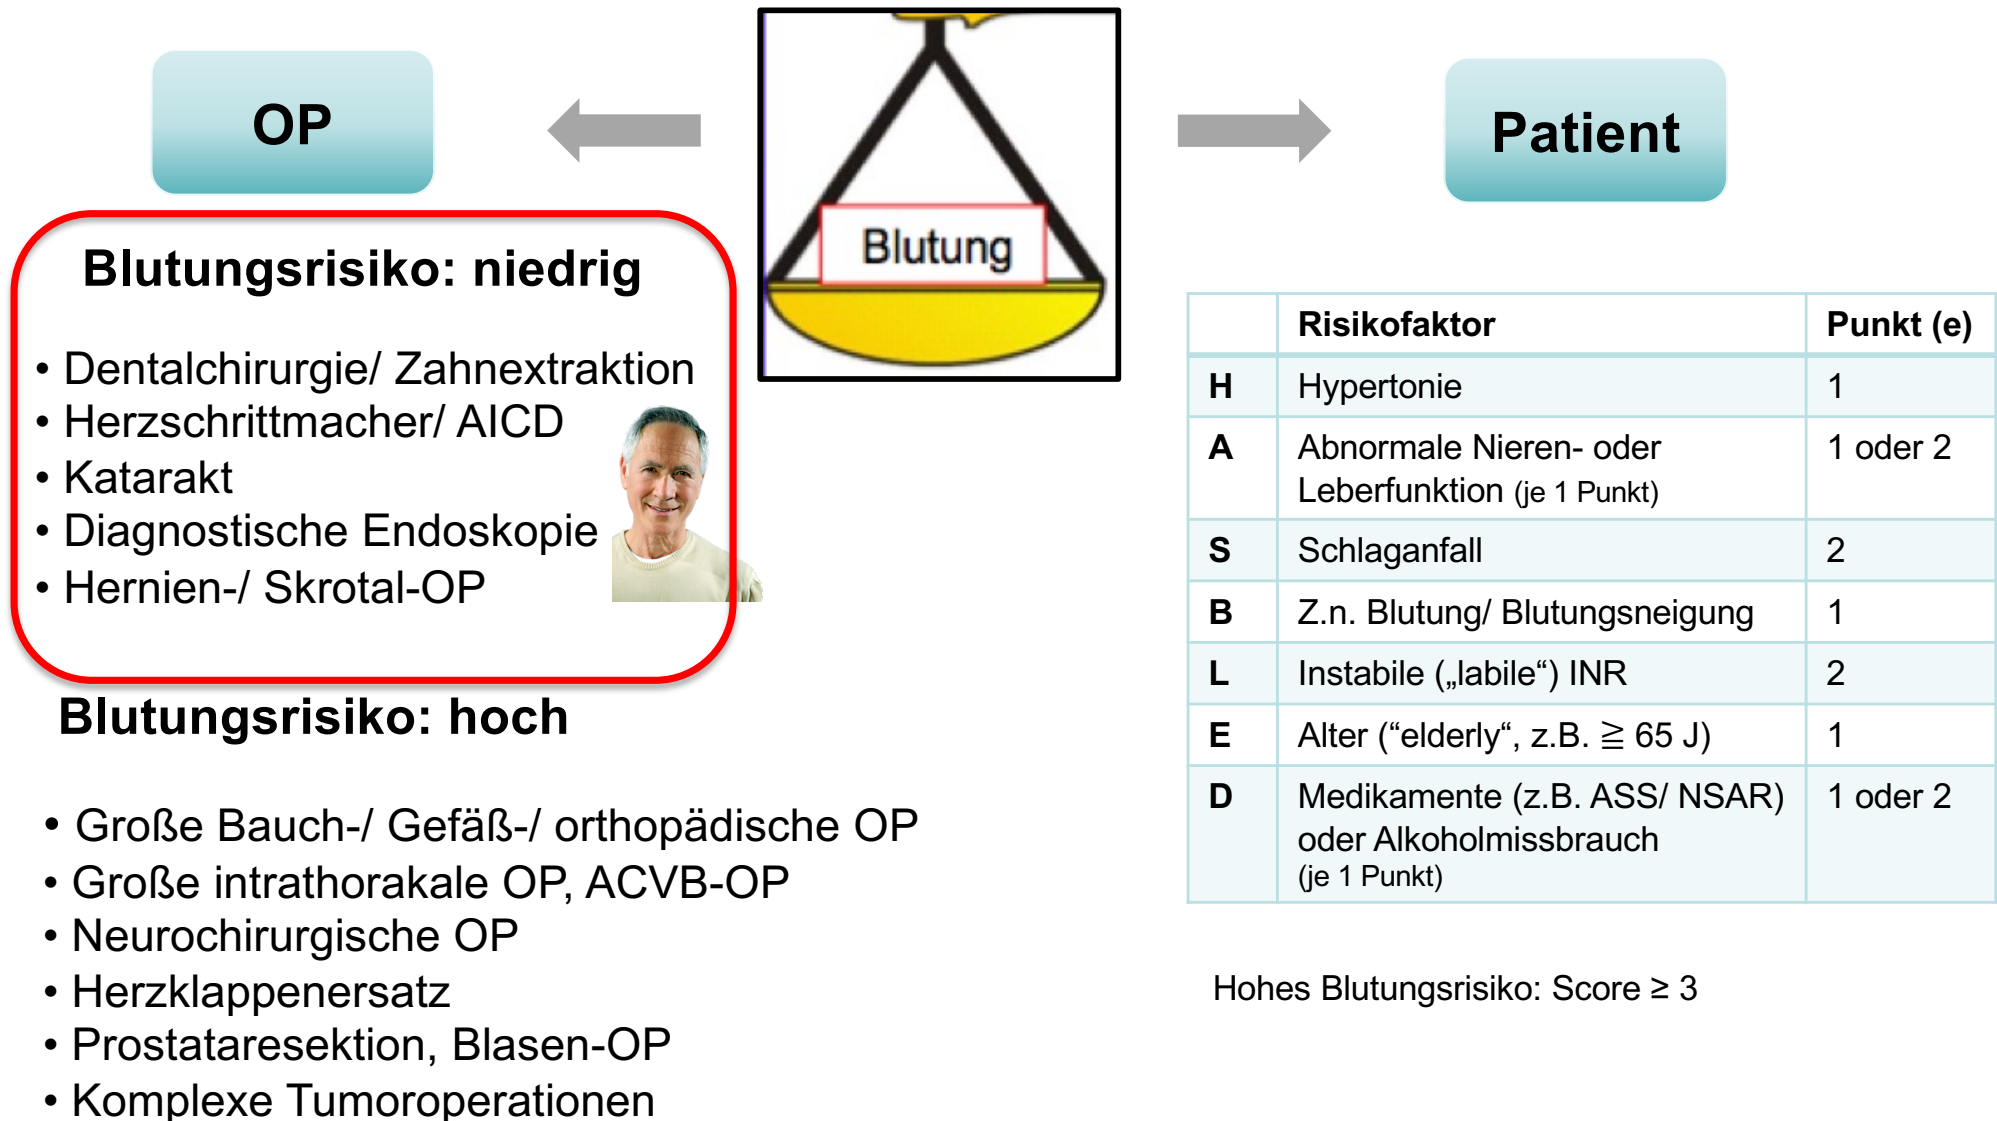 OP
Blutung
Patient
Blutungsrisiko: niedrig
• Dentalchirurgie/ Zahnextraktion
• Herzschrittmacher/ AICD
• Katarakt
• Diagnostische Endoskopie
• Hernien-/ Skrotal-OP
Blutungsrisiko: hoch
• Große Bauch-/ Gefäß-/ orthopädische OP
• Große intrathorakale OP, ACVB-OP
• Neurochirurgische OP
• Herzklappenersatz
• Prostataresektion, Blasen-OP
• Komplexe Tumoroperationen
Risikofaktor Punkt (e)
H Hypertonie 1
A Abnormale Nieren- oder 1 oder 2
Leberfunktion (je 1 Punkt)
S Schlaganfall 2
B Z.n. Blutung/ Blutungsneigung 1
L Instabile („labile“) INR 2
E Alter (“elderly“, z.B. ≧ 65 J) 1
D Medikamente (z.B. ASS/ NSAR) 1 oder 2
oder Alkoholmissbrauch
(je 1 Punkt)
Hohes Blutungsrisiko: Score ≥ 3